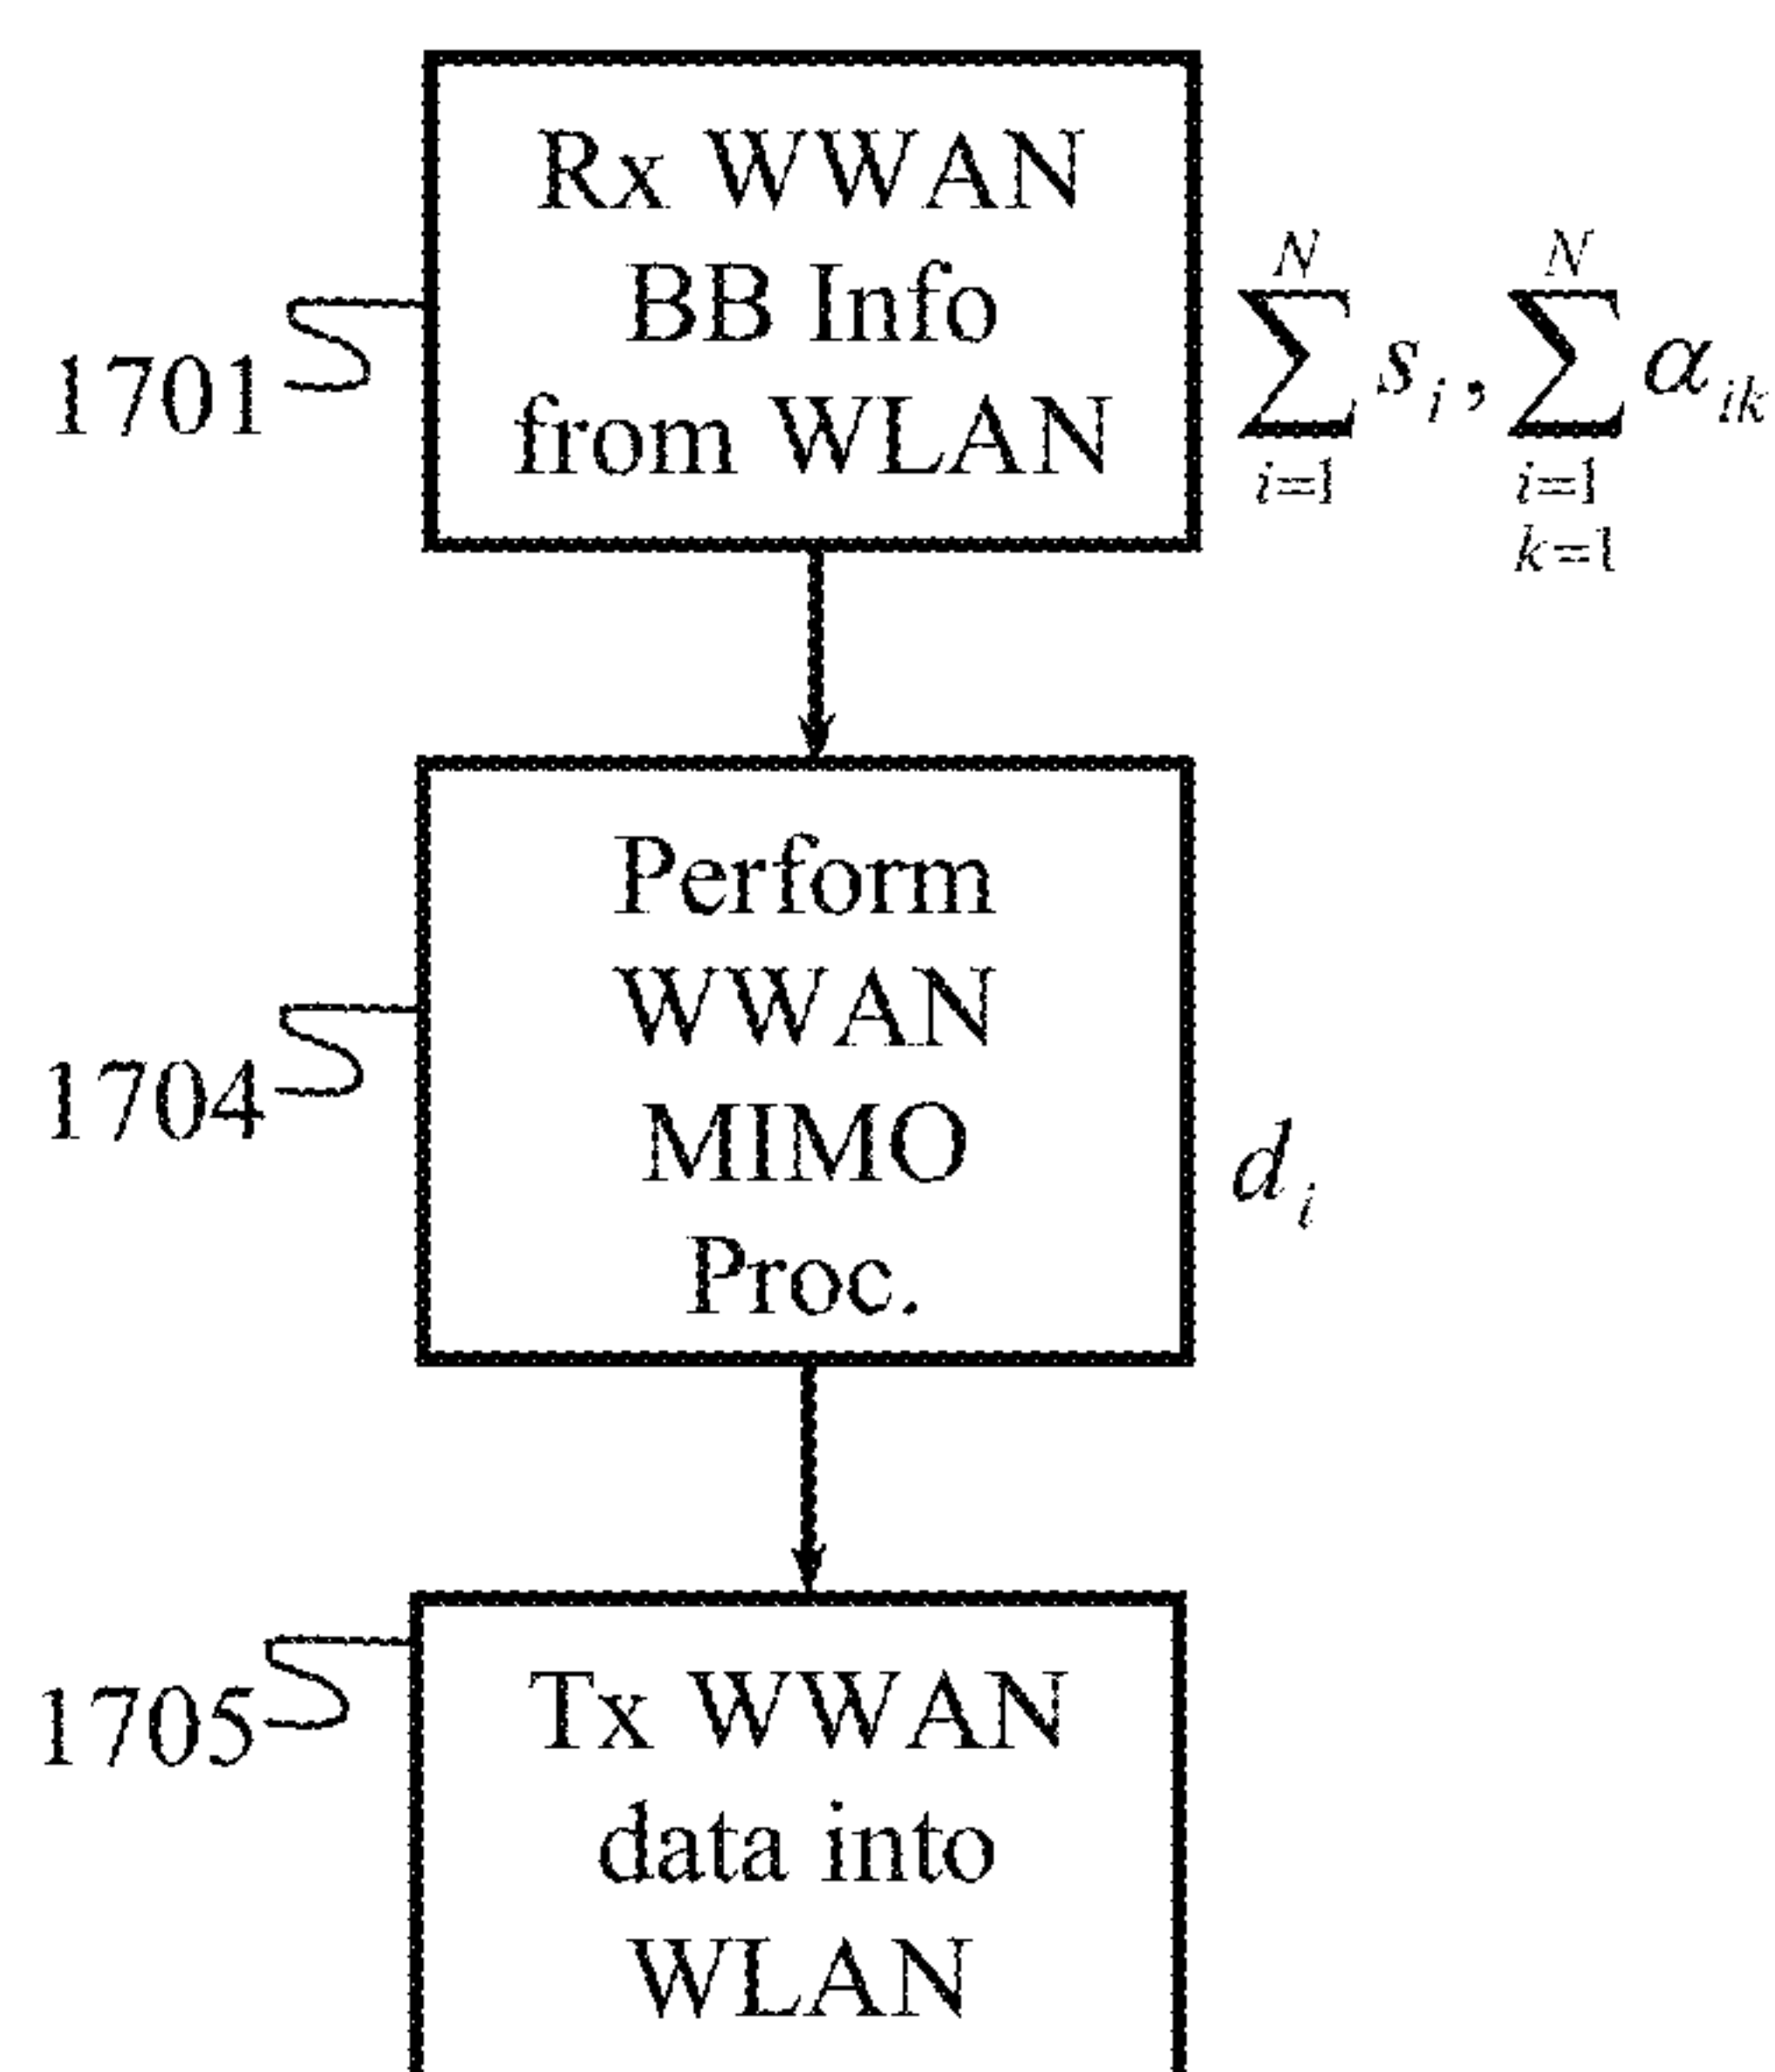 Rx WWAN
BB Info
from WLAN
1701
N N
∑ s_i, ∑ α_ik
i=1 i=1
k=1
Perform
WWAN
MIMO
Proc.
1704
d_i
Tx WWAN
data into
WLAN
1705